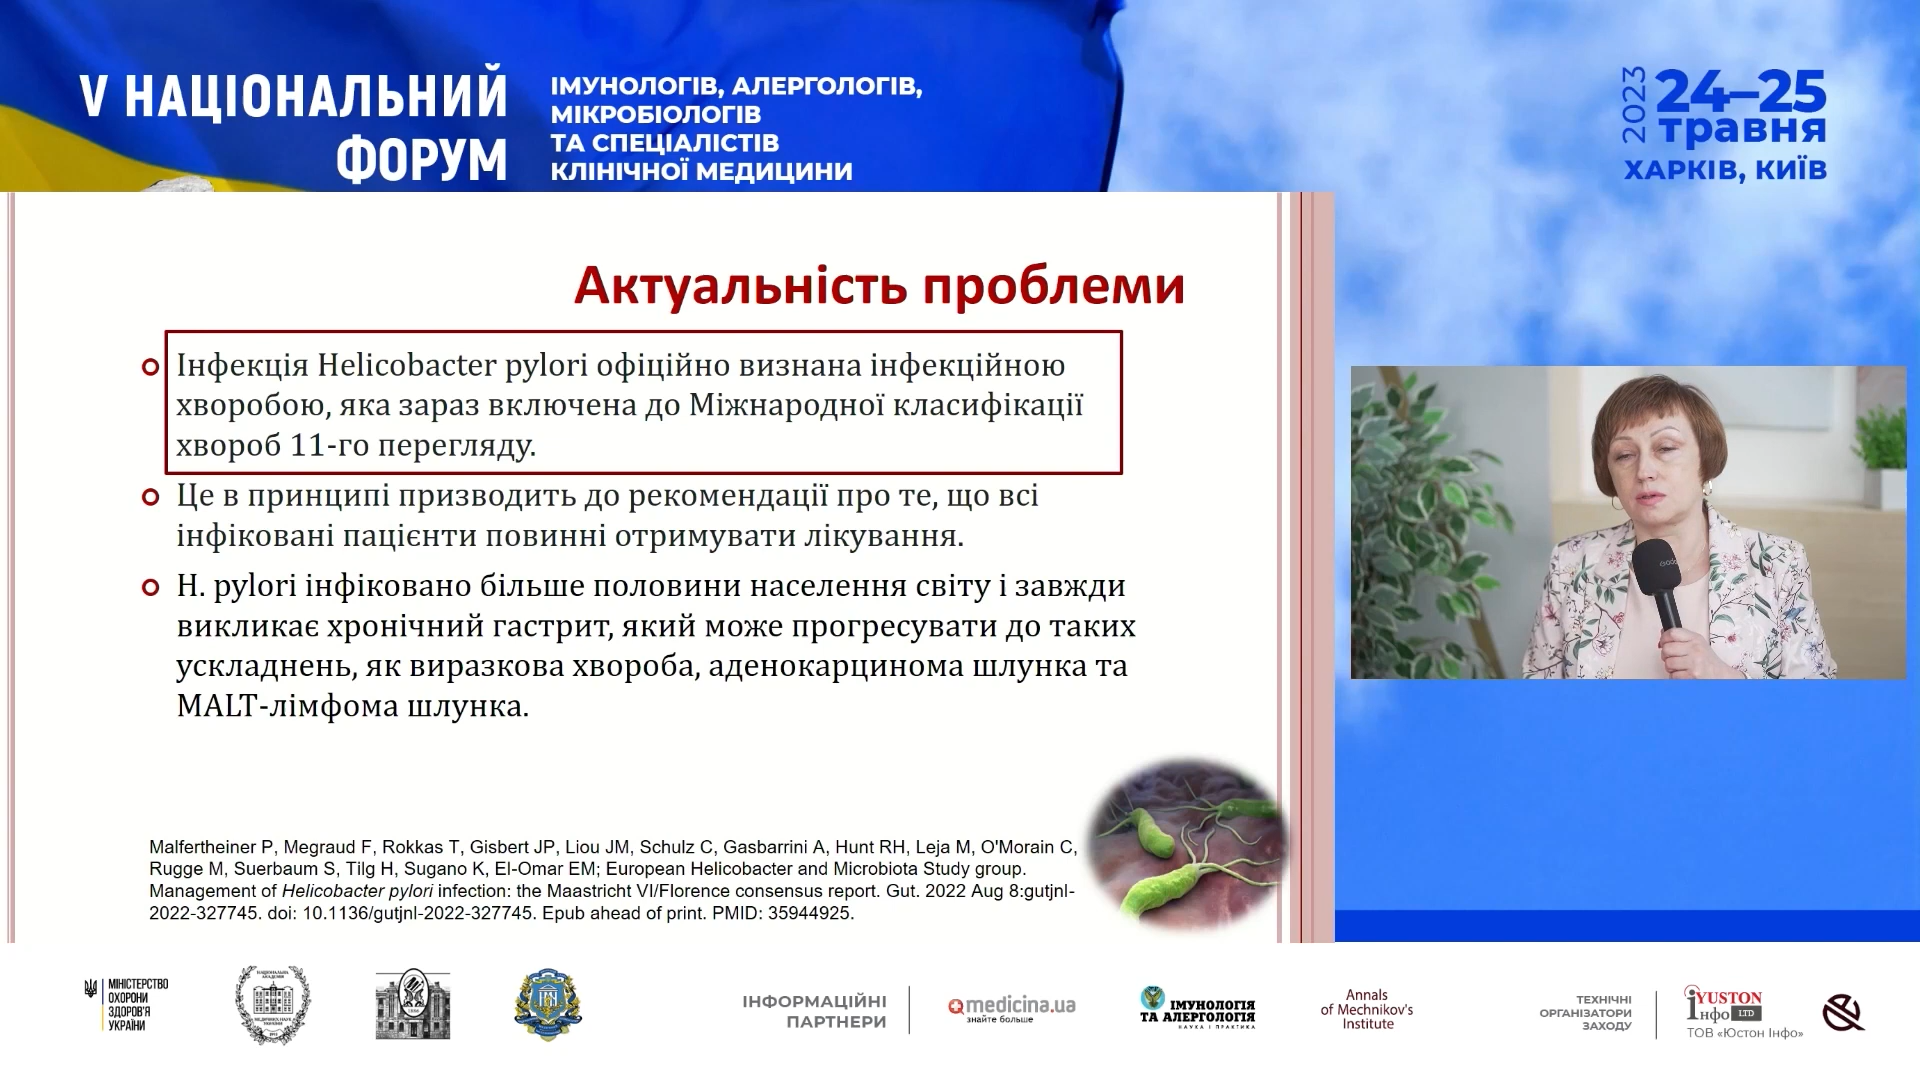 V НАЦІОНАЛЬНИЙ
ФОРУМ
ІМУНОЛОГІВ, АЛЕРГОЛОГІВ,
МІКРОБІОЛОГІВ
ТА СПЕЦІАЛІСТІВ
КЛІНІЧНОЇ МЕДИЦИНИ
2023
24–25
травня
ХАРКІВ, КИЇВ
Актуальність проблеми
Інфекція Helicobacter pylori офіційно визнана інфекційною
хворобою, яка зараз включена до Міжнародної класифікації
хвороб 11-го перегляду.
Це в принципі призводить до рекомендації про те, що всі
інфіковані пацієнти повинні отримувати лікування.
H. pylori інфіковано більше половини населення світу і завжди
викликає хронічний гастрит, який може прогресувати до таких
ускладнень, як виразкова хвороба, аденокарцинома шлунка та
MALT-лімфома шлунка.
Malfertheiner P, Megraud F, Rokkas T, Gisbert JP, Liou JM, Schulz C, Gasbarrini A, Hunt RH, Leja M, O'Morain C,
Rugge M, Suerbaum S, Tilg H, Sugano K, El-Omar EM; European Helicobacter and Microbiota Study group.
Management of Helicobacter pylori infection: the Maastricht VI/Florence consensus report. Gut. 2022 Aug 8:gutjnl-
2022-327745. doi: 10.1136/gutjnl-2022-327745. Epub ahead of print. PMID: 35944925.
МІНІСТЕРСТВО
ОХОРОНИ
ЗДОРОВ'Я
УКРАЇНИ
ІНФОРМАЦІЙНІ
ПАРТНЕРИ
medicina.ua
знайте больше
ІМУНОЛОГІЯ
ТА АЛЕРГОЛОГІЯ
НАУКА І ПРАКТИКА
Annals
of Mechnikov's
Institute
ТЕХНІЧНІ
ОРГАНІЗАТОРИ
ЗАХОДУ
YUSTON
Інфо LTD
ТОВ «Юстон Інфо»